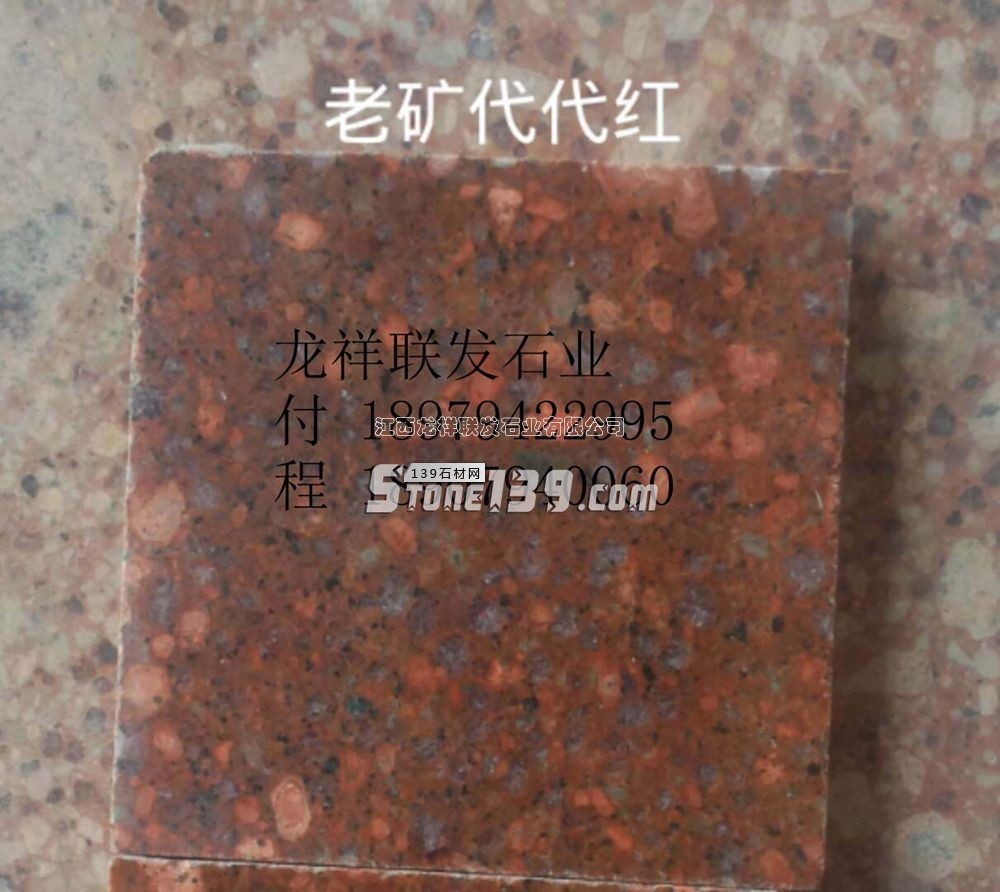 老矿代代红
龙祥联发石业
付 18979422995
江西龙祥联发石业有限公司
139石材网
程
STONE139.com